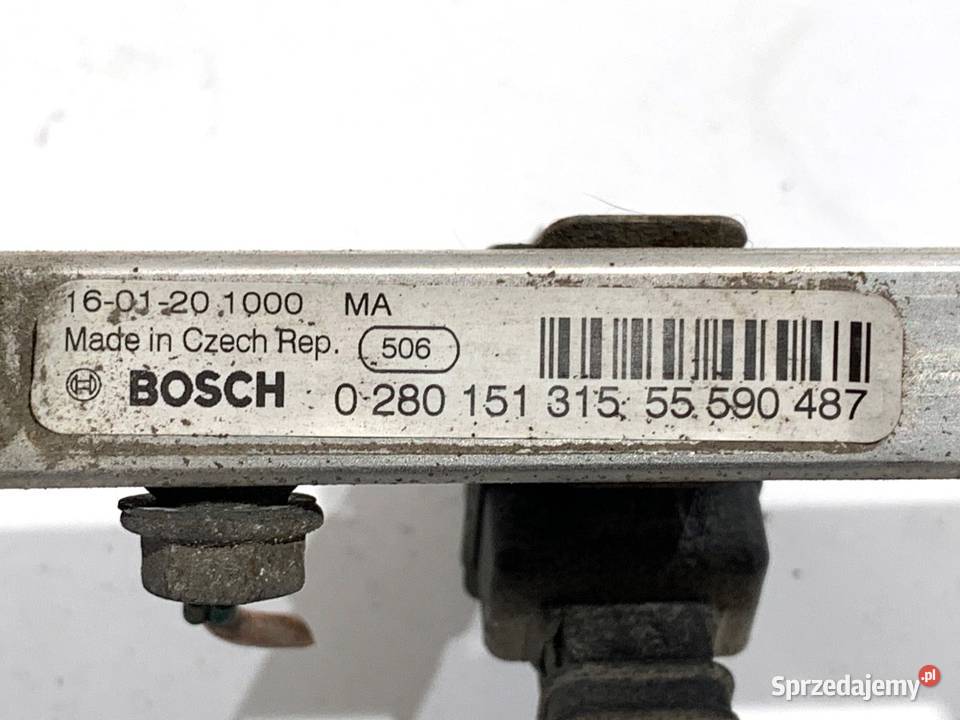 16-01-20 1000 MA
Made in Czech Rep. 506
BOSCH 0 280 151 315 55 590 487
Sprzedajemy.pl